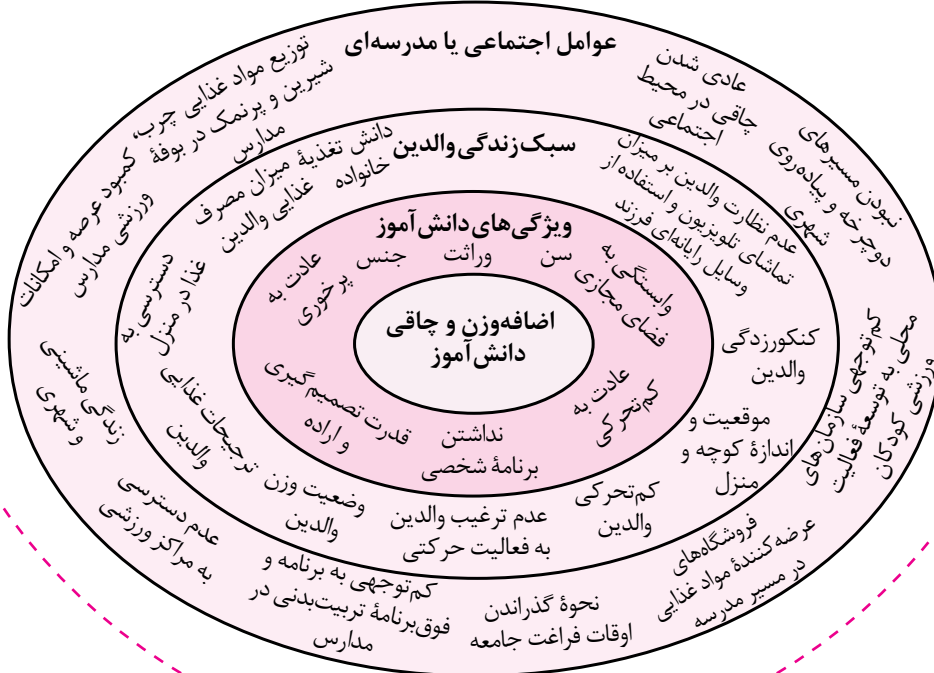 عوامل اجتماعی یا مدرسه‌ای
توزیع مواد غذایی چرب،
شیرین و پرنمک در بوفهٔ
مدارس
عادی شدن
چاقی در محیط
اجتماعی
نبودن مسیرهای
دوچرخه و پیاده‌روی
شهری
کم‌توجهی سازمان‌های
محلی به توسعهٔ فعالیت
ورزشی کودکان
فروشگاه‌های
عرضه‌کنندهٔ مواد غذایی
در مسیر مدرسه
نحوهٔ گذراندن
اوقات فراغت جامعه
کم‌توجهی به برنامه و
فوق‌برنامهٔ تربیت‌بدنی در
مدارس
عدم دسترسی
به مراکز ورزشی
زندگی ماشینی
و شهری
کمبود عرصه و امکانات
ورزشی مدارس
سبک زندگی والدین
دانش تغذیهٔ
خانواده
عدم نظارت والدین بر میزان
تماشای تلویزیون و استفاده از
وسایل رایانه‌ای فرزند
کنکورزدگی
والدین
موقعیت و
اندازهٔ کوچه و
منزل
کم‌تحرکی
والدین
عدم ترغیب والدین
به فعالیت حرکتی
وضعیت وزن
والدین
ترجیحات غذایی
والدین
دسترسی به
غذا در منزل
میزان مصرف
غذایی والدین
ویژگی‌های دانش‌آموز
جنس
وراثت
سن
وابستگی به
فضای مجازی
عادت به
کم‌تحرکی
نداشتن
برنامهٔ شخصی
قدرت تصمیم‌گیری
و اراده
عادت به
پرخوری
اضافه‌وزن و چاقی
دانش‌آموز